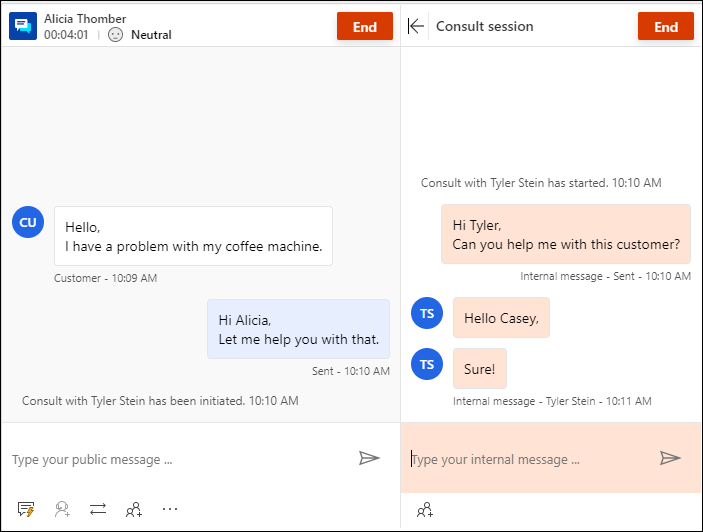 Alicia Thomber
00:04:01
Neutral
End
CU
Hello,
I have a problem with my coffee machine.
Customer - 10:09 AM
Hi Alicia,
Let me help you with that.
Sent - 10:10 AM
Consult with Tyler Stein has been initiated. 10:10 AM
Type your public message ...
Consult session
End
Consult with Tyler Stein has started. 10:10 AM
Hi Tyler,
Can you help me with this customer?
Internal message - Sent - 10:10 AM
TS
Hello Casey,
TS
Sure!
Internal message - Tyler Stein - 10:11 AM
Type your internal message ...